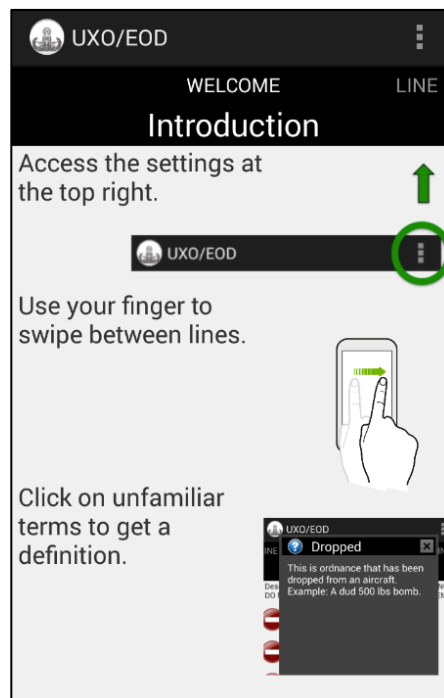 UXO/EOD
WELCOME LINE
Introduction
Access the settings at
the top right.
UXO/EOD
Use your finger to
swipe between lines.
Click on unfamiliar
terms to get a
definition.
UXO/EOD
Dropped
This is ordnance that has been
dropped from an aircraft.
Example: A dud 500 lbs bomb.